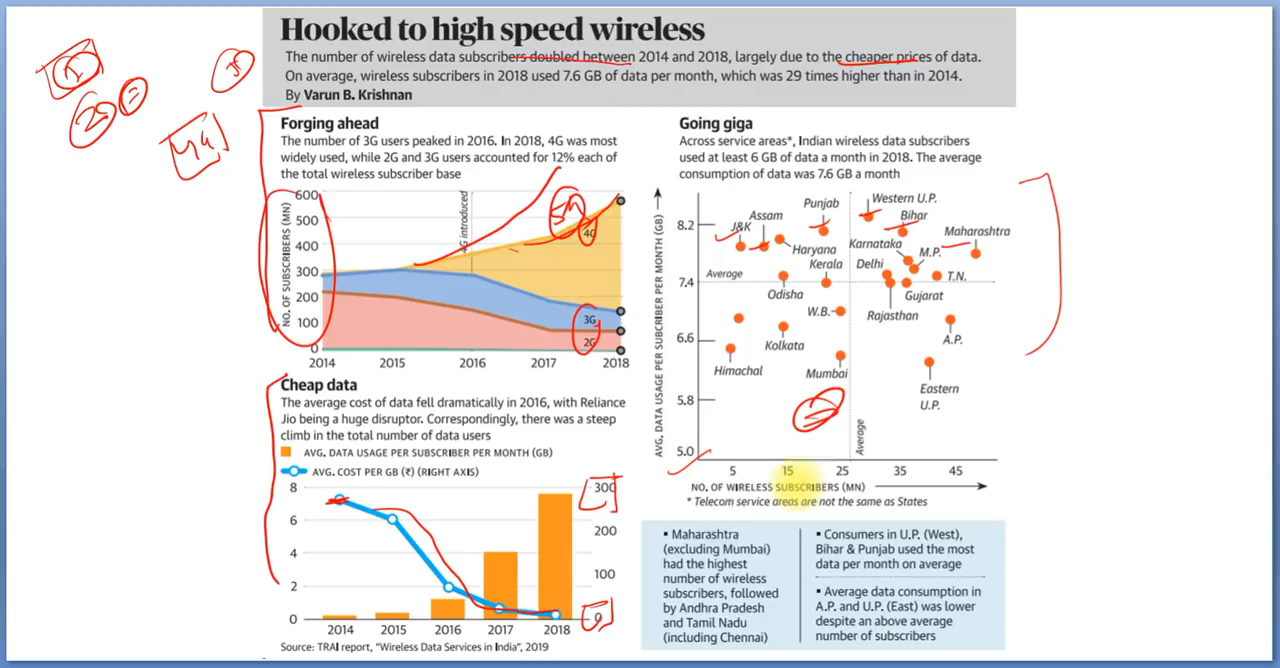 Hooked to high speed wireless
The number of wireless data subscribers doubled between 2014 and 2018, largely due to the cheaper prices of data.
On average, wireless subscribers in 2018 used 7.6 GB of data per month, which was 29 times higher than in 2014.
By Varun B. Krishnan
Forging ahead
The number of 3G users peaked in 2016. In 2018, 4G was most
widely used, while 2G and 3G users accounted for 12% each of
the total wireless subscriber base
NO. OF SUBSCRIBERS (MN)
600
500
400
300
200
100
0
4G introduced
4G
3G
2G
2014 2015 2016 2017 2018
Cheap data
The average cost of data fell dramatically in 2016, with Reliance
Jio being a huge disruptor. Correspondingly, there was a steep
climb in the total number of data users
AVG. DATA USAGE PER SUBSCRIBER PER MONTH (GB)
AVG. COST PER GB (₹) (RIGHT AXIS)
8
6
4
2
0
300
200
100
0
2014 2015 2016 2017 2018
Source: TRAI report, "Wireless Data Services in India", 2019
Going giga
Across service areas*, Indian wireless data subscribers
used at least 6 GB of data a month in 2018. The average
consumption of data was 7.6 GB a month
AVG. DATA USAGE PER SUBSCRIBER PER MONTH (GB)
8.2
7.4
6.6
5.8
5.0
Average
Western U.P.
Punjab
Assam
Bihar
J&K
Maharashtra
Haryana
Karnataka
M.P.
Kerala
Delhi
T.N.
Odisha
Gujarat
W.B.
Rajasthan
Kolkata
A.P.
Himachal
Mumbai
Eastern
U.P.
Average
5 15 25 35 45
NO. OF WIRELESS SUBSCRIBERS (MN)
* Telecom service areas are not the same as States
▪ Maharashtra
(excluding Mumbai)
had the highest
number of wireless
subscribers, followed
by Andhra Pradesh
and Tamil Nadu
(including Chennai)
▪ Consumers in U.P. (West),
Bihar & Punjab used the most
data per month on average
▪ Average data consumption in
A.P. and U.P. (East) was lower
despite an above average
number of subscribers